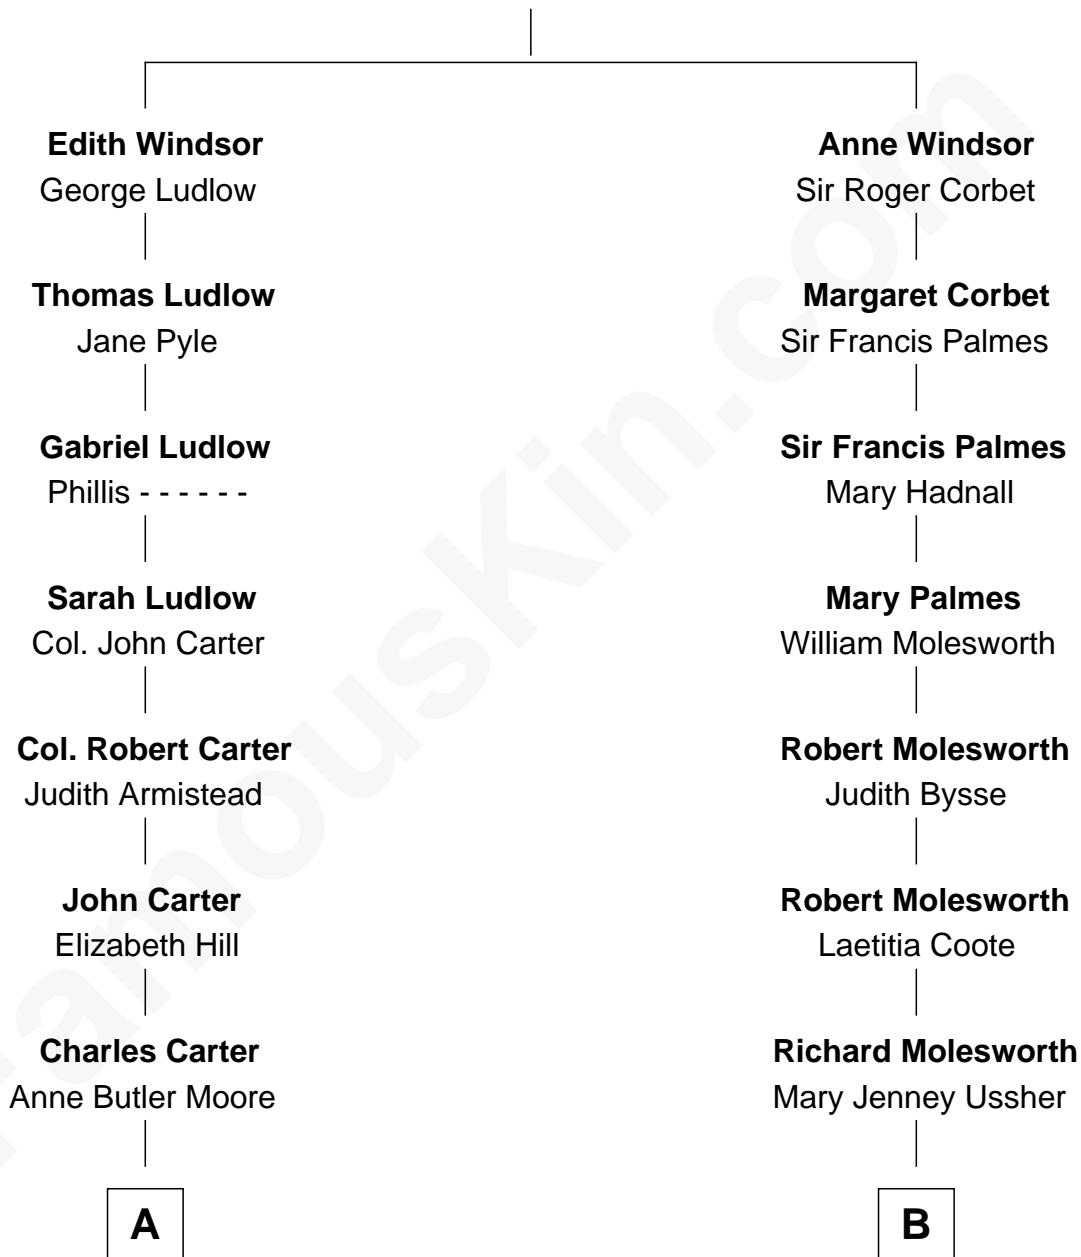 Edith Windsor
George Ludlow
Anne Windsor
Sir Roger Corbet
Thomas Ludlow
Jane Pyle
Margaret Corbet
Sir Francis Palmes
Gabriel Ludlow
Phillis - - - - - -
Sir Francis Palmes
Mary Hadnall
Sarah Ludlow
Col. John Carter
Mary Palmes
William Molesworth
Col. Robert Carter
Judith Armistead
Robert Molesworth
Judith Bysse
John Carter
Elizabeth Hill
Robert Molesworth
Laetitia Coote
Charles Carter
Anne Butler Moore
Richard Molesworth
Mary Jenney Ussher
A
B
FamousKin.com